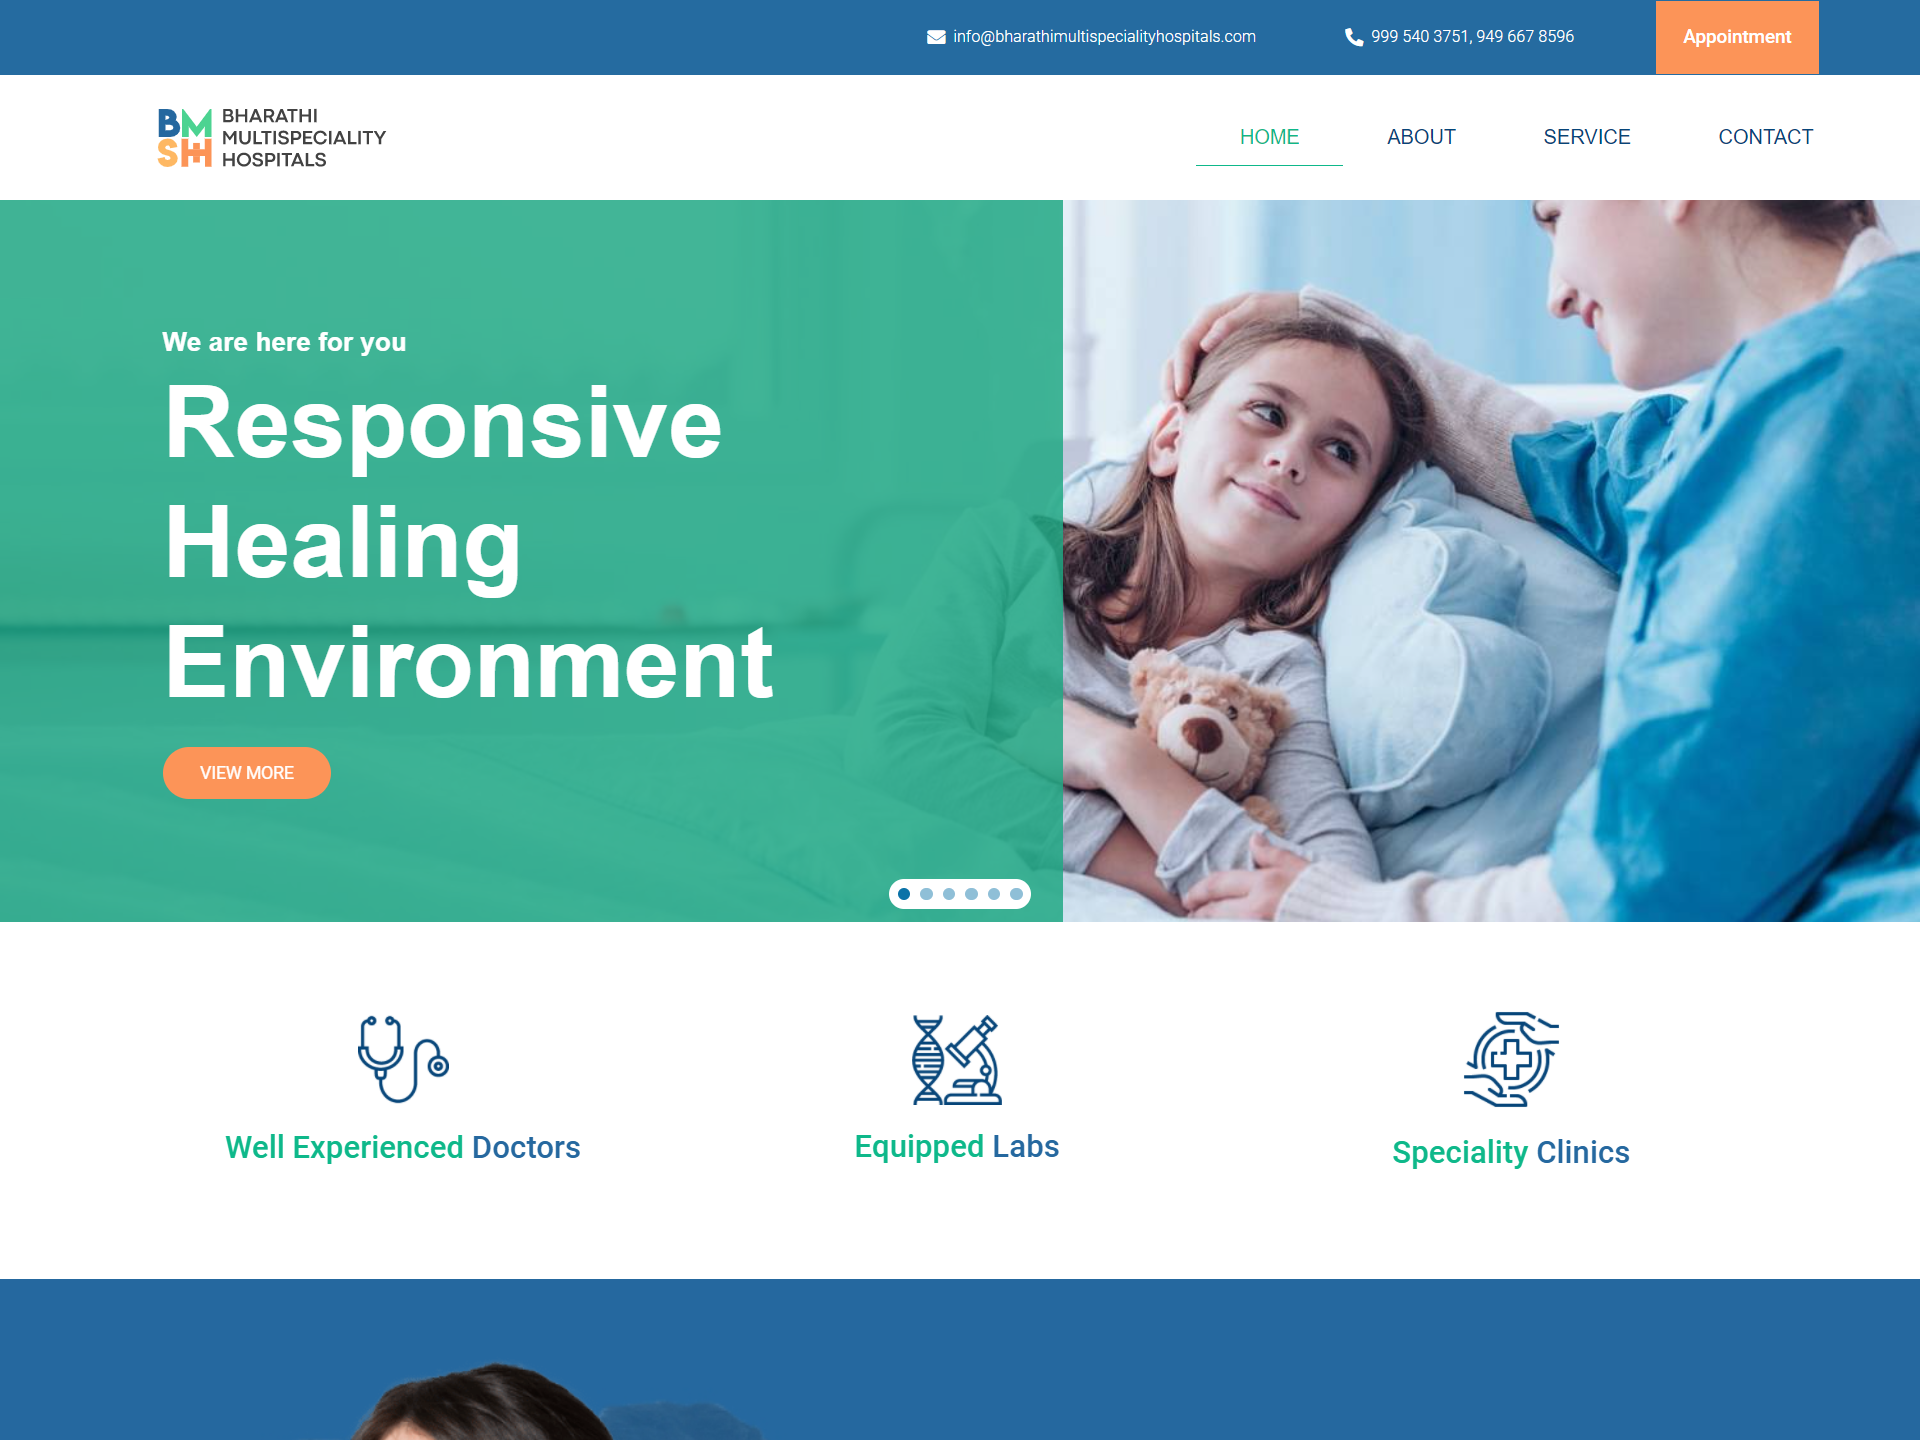 info@bharathimultispecialityhospitals.com
999 540 3751, 949 667 8596
Appointment
BMSH
BHARATHI
MULTISPECIALITY
HOSPITALS
HOME
ABOUT
SERVICE
CONTACT
We are here for you
Responsive
Healing
Environment
VIEW MORE
Well Experienced Doctors
Equipped Labs
Speciality Clinics